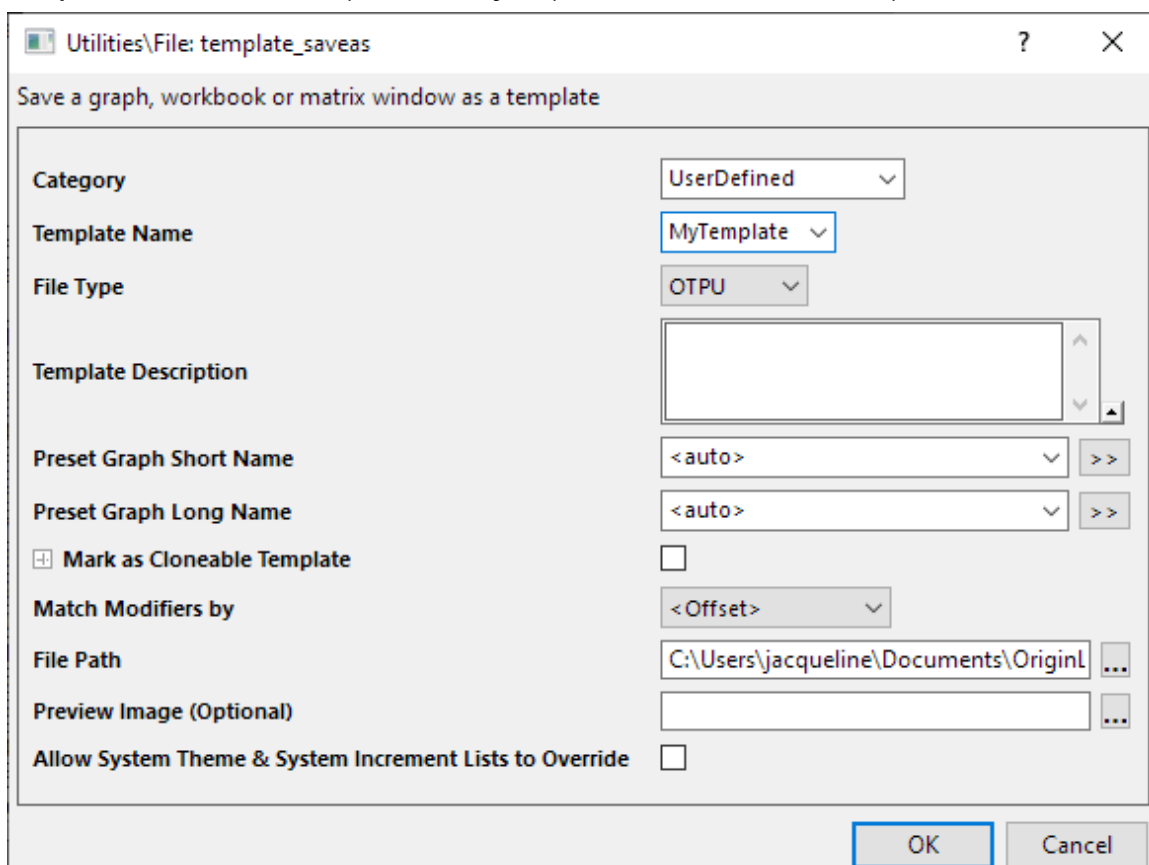 Utilities\File: template_saveas ?
Save a graph, workbook or matrix window as a template
Category UserDefined
Template Name MyTemplate
File Type OTPU
Template Description
Preset Graph Short Name <auto> >>
Preset Graph Long Name <auto> >>
Mark as Cloneable Template
Match Modifiers by <Offset>
File Path C:\Users\jacqueline\Documents\OriginL ...
Preview Image (Optional) ...
Allow System Theme & System Increment Lists to Override
OK Cancel